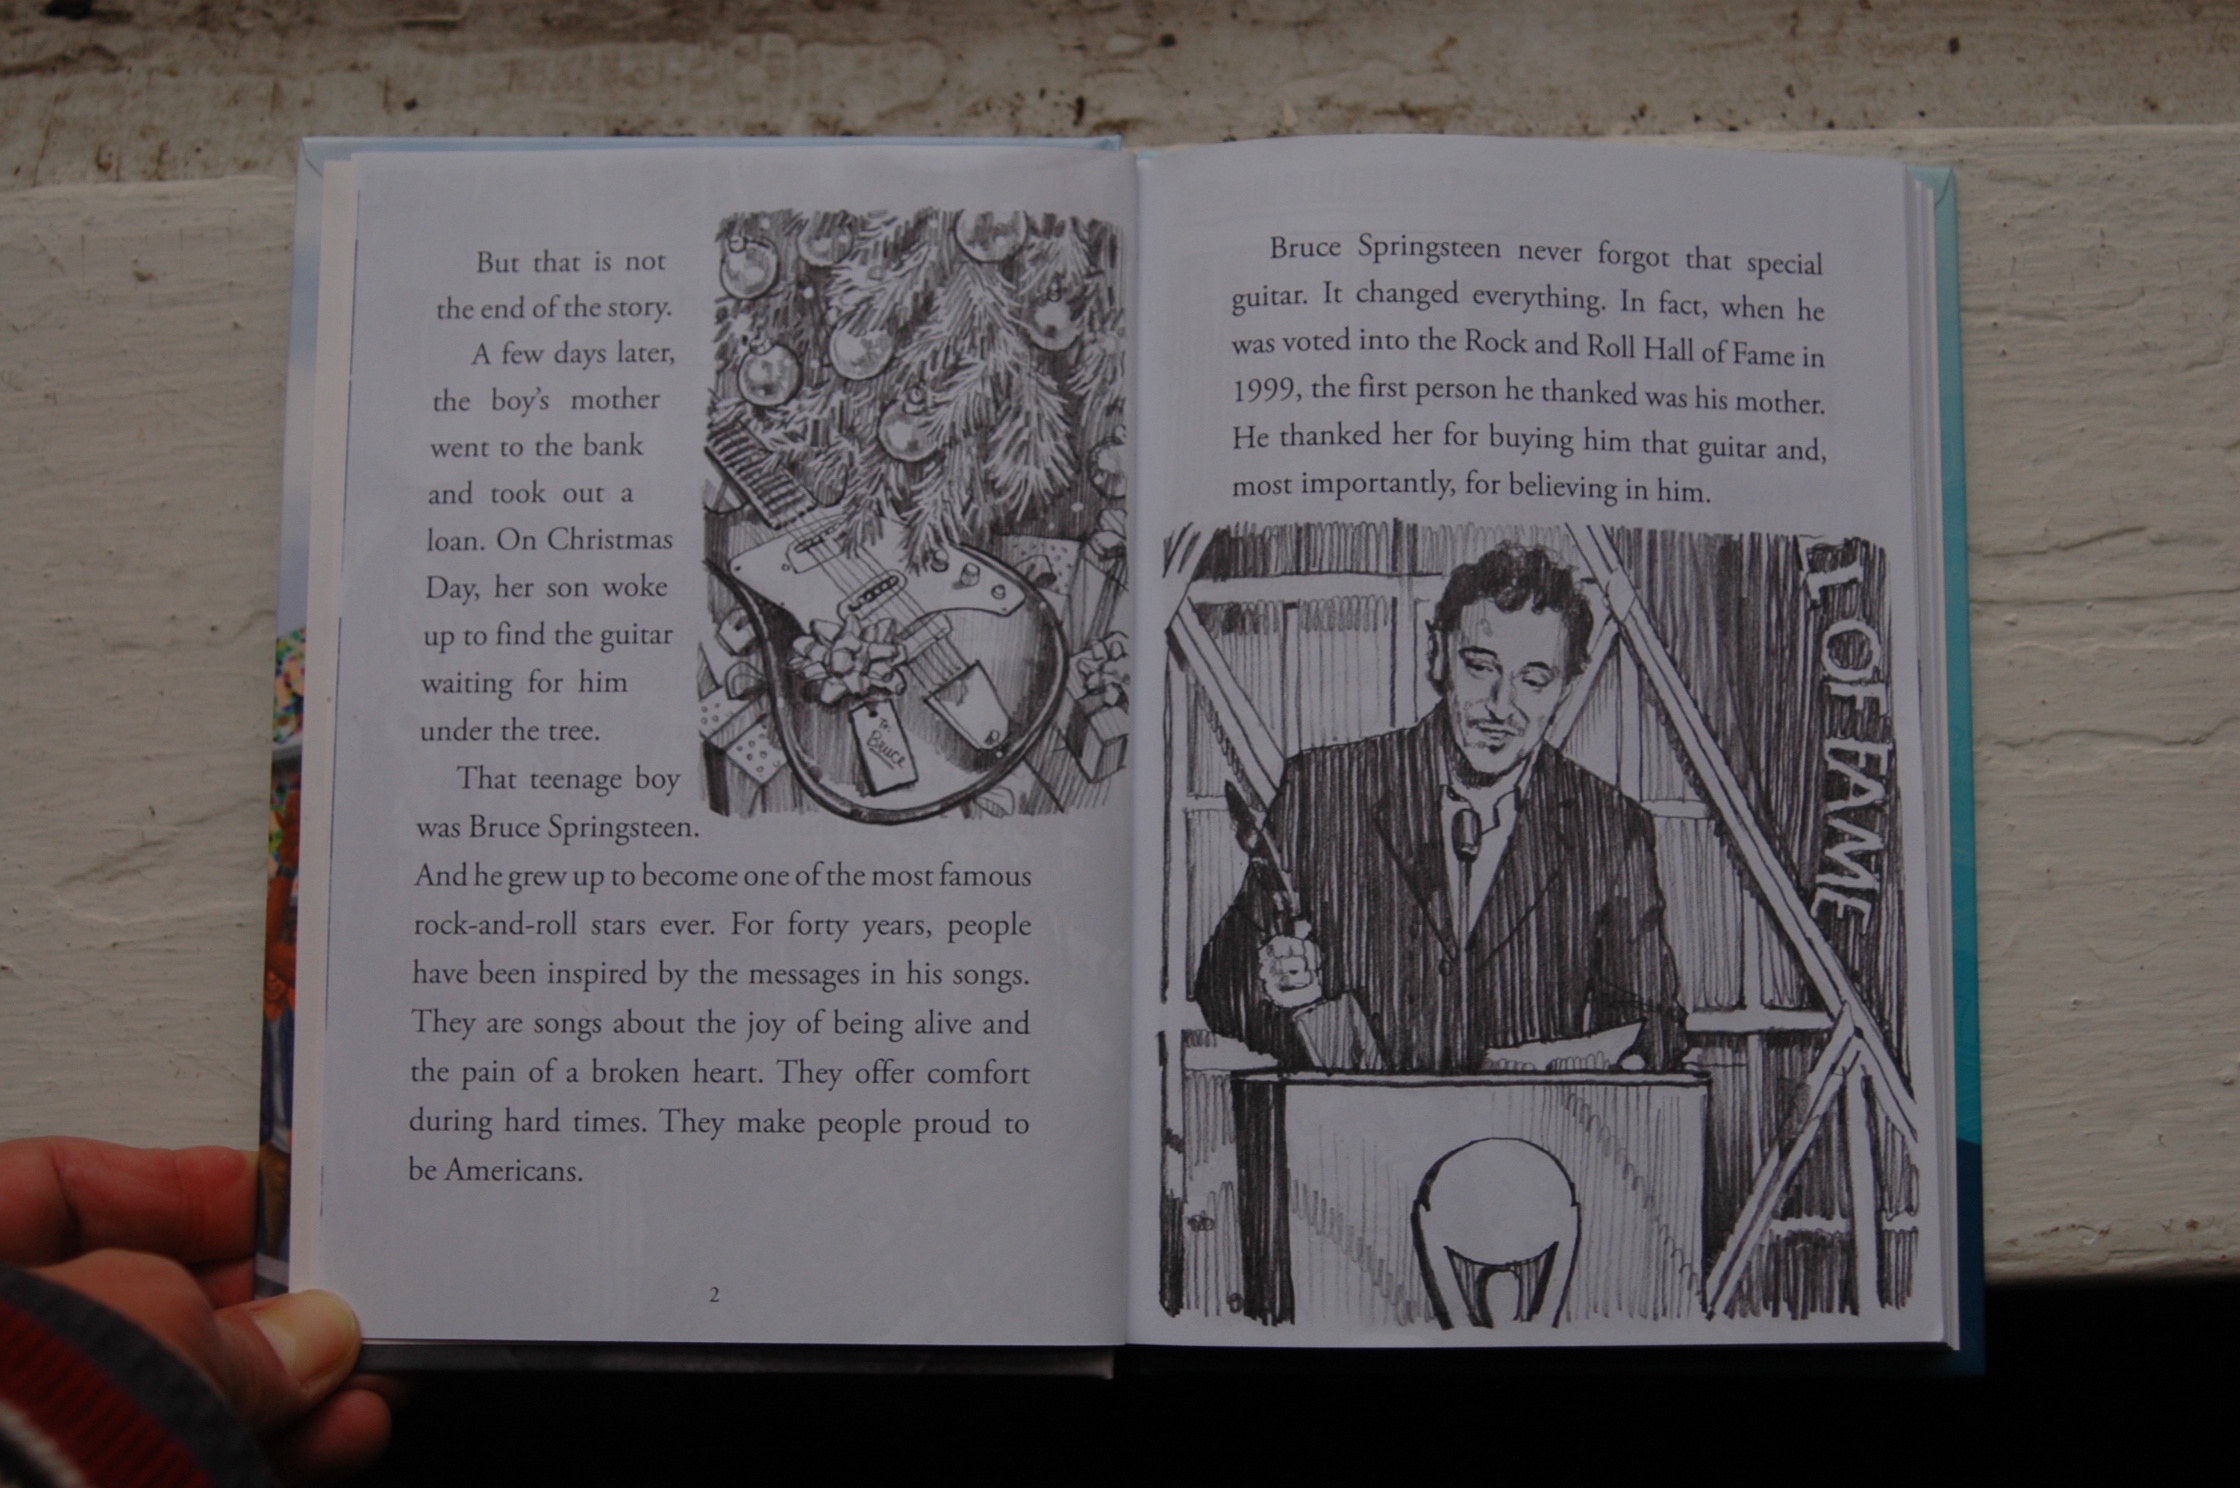 But that is not
the end of the story.
A few days later,
the boy's mother
went to the bank
and took out a
loan. On Christmas
Day, her son woke
up to find the guitar
waiting for him
under the tree.
That teenage boy
was Bruce Springsteen.
And he grew up to become one of the most famous
rock-and-roll stars ever. For forty years, people
have been inspired by the messages in his songs.
They are songs about the joy of being alive and
the pain of a broken heart. They offer comfort
during hard times. They make people proud to
be Americans.
To:
Bruce
2
Bruce Springsteen never forgot that special
guitar. It changed everything. In fact, when he
was voted into the Rock and Roll Hall of Fame in
1999, the first person he thanked was his mother.
He thanked her for buying him that guitar and,
most importantly, for believing in him.
L OF FAME